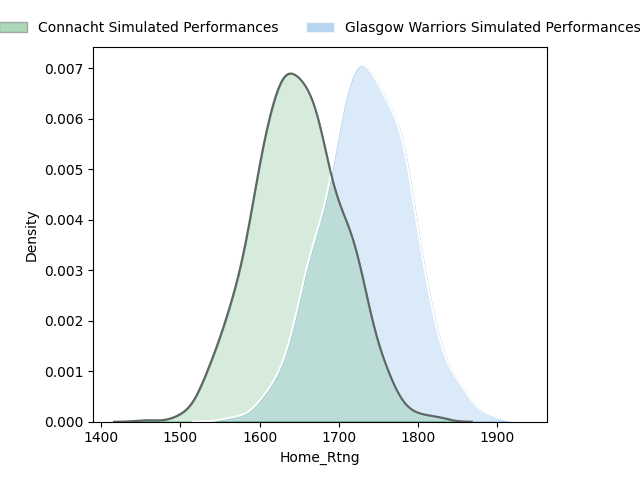 Connacht Simulated Performances Glasgow Warriors Simulated Performances
0.007
0.006
0.005
0.004
0.003
0.002
0.001
0.000
Density
1400 1500 1600 1700 1800 1900
Home_Rtng